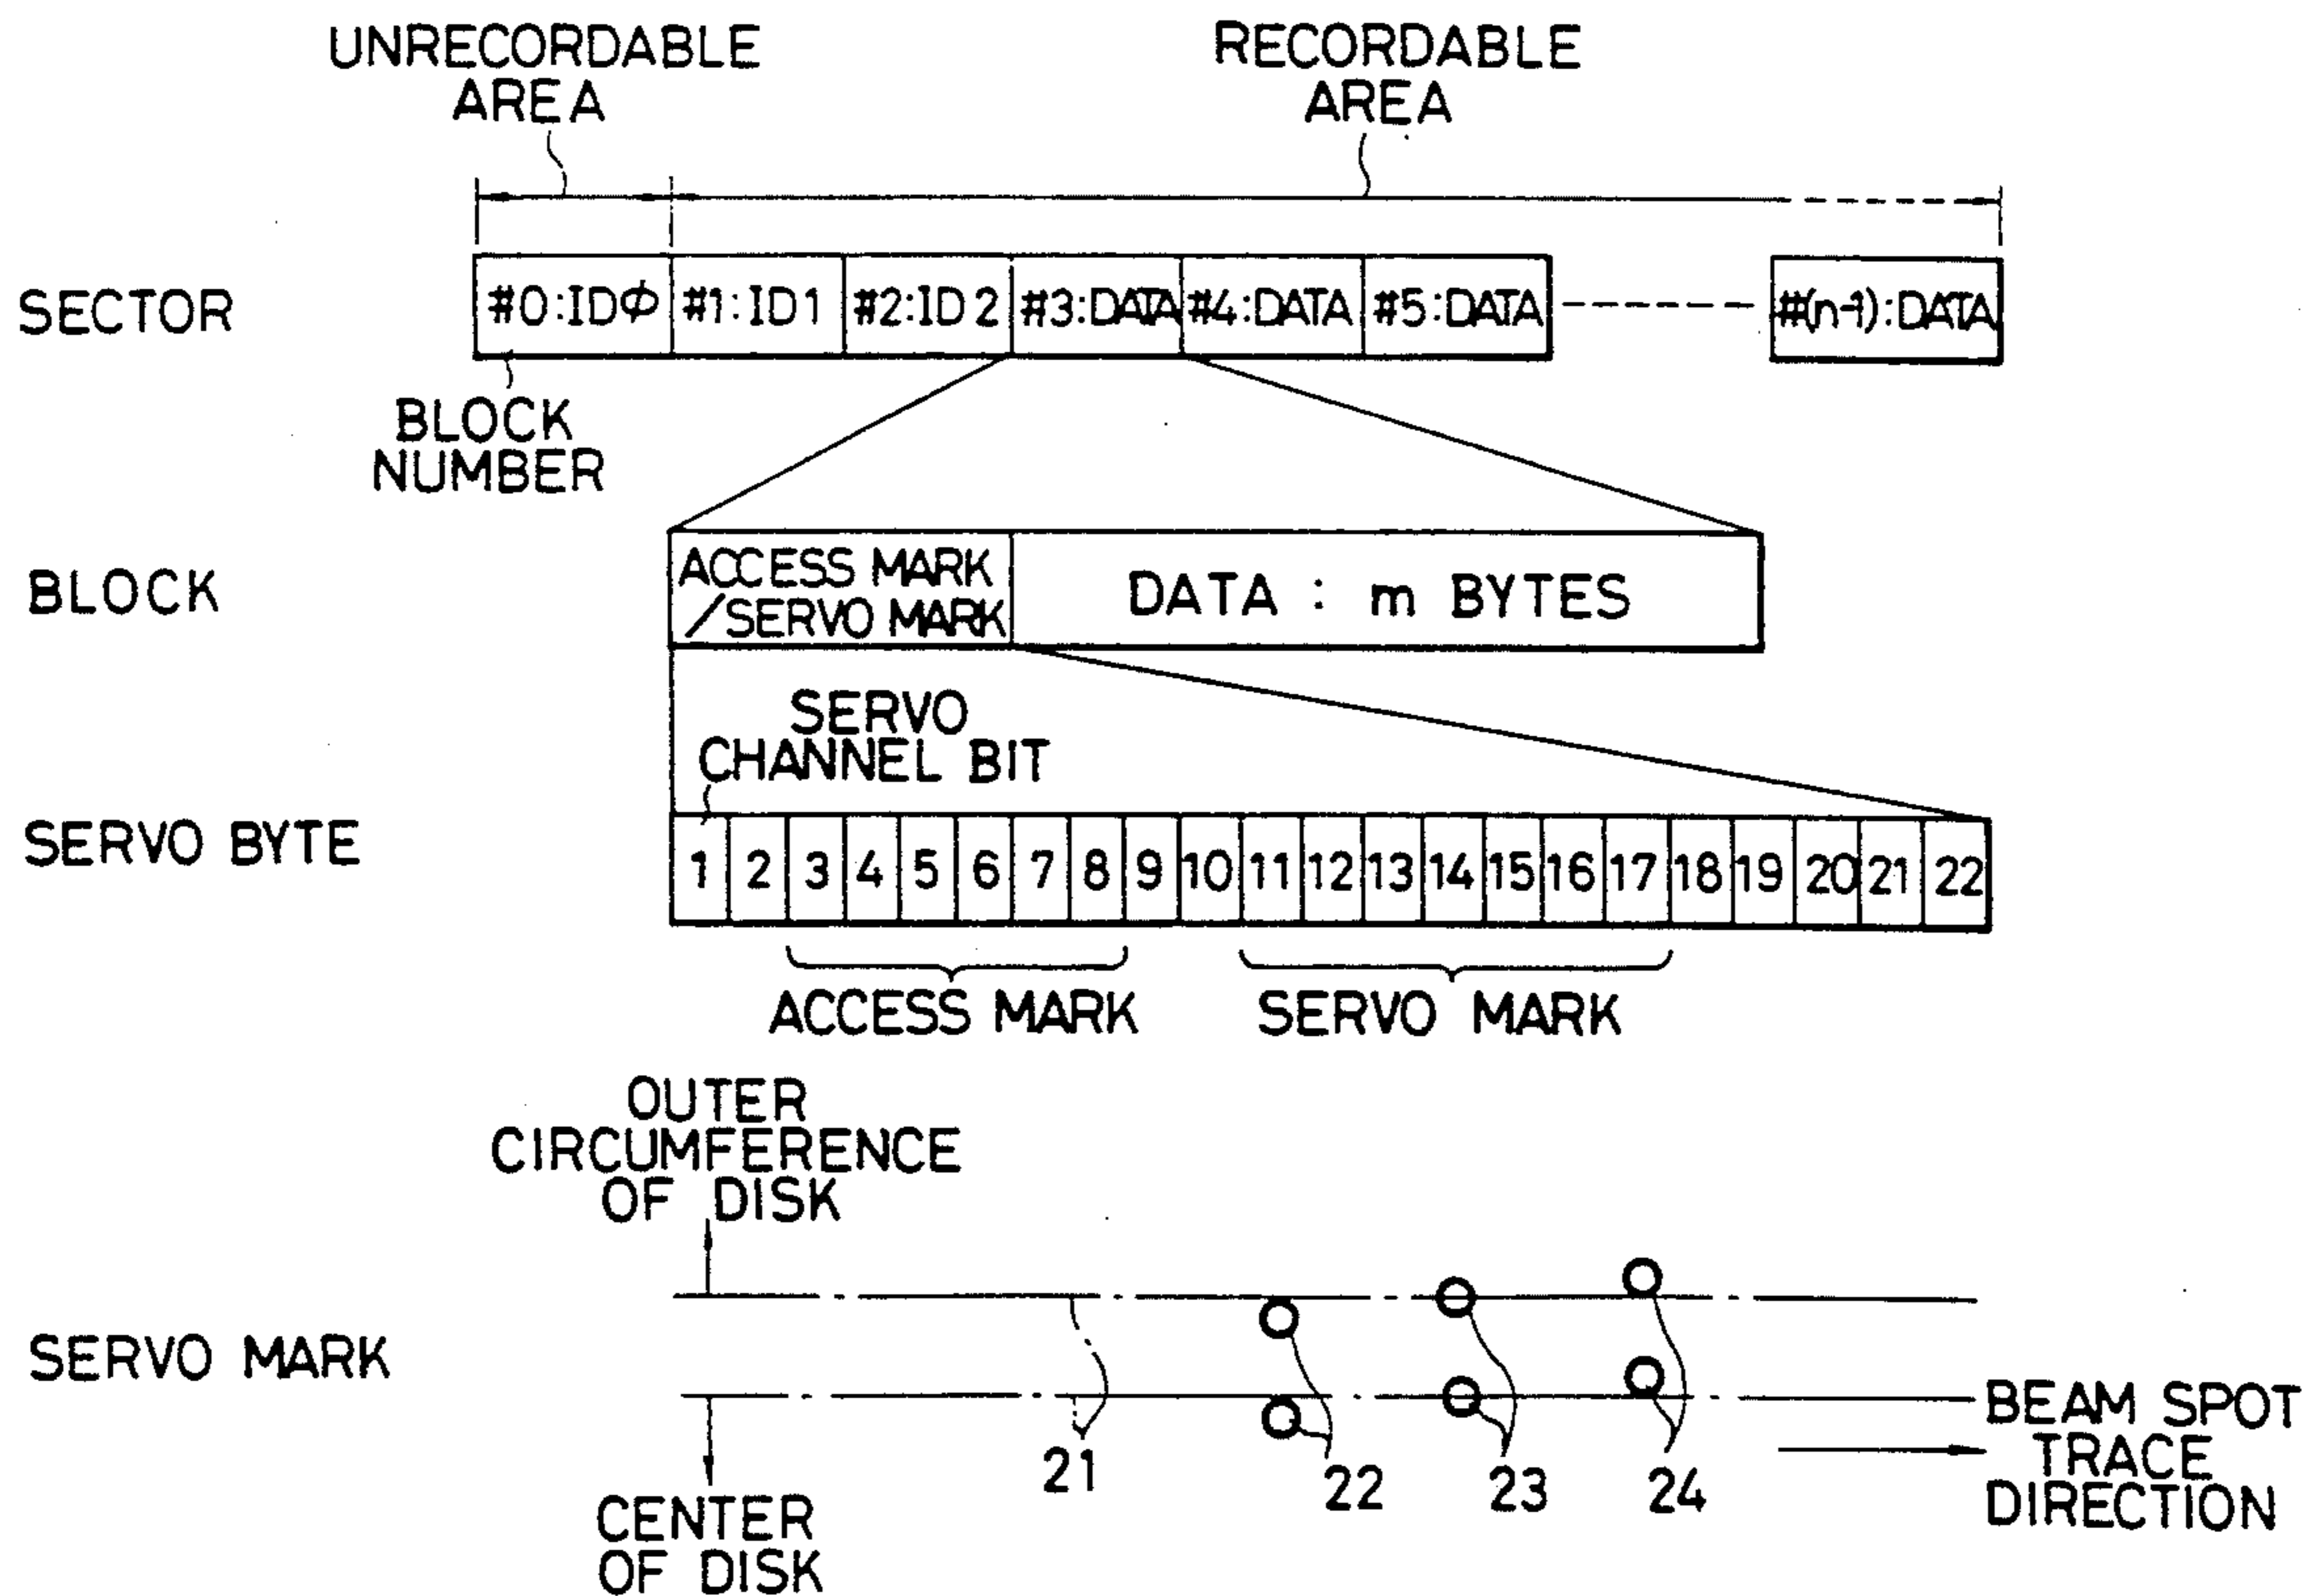 UNRECORDABLE
AREA
RECORDABLE
AREA
SECTOR
#0:IDϕ #1:ID1 #2:ID2 #3:DATA #4:DATA #5:DATA #(n-1):DATA
BLOCK
NUMBER
BLOCK
ACCESS MARK
/SERVO MARK
DATA : m BYTES
SERVO
CHANNEL BIT
SERVO BYTE
1 2 3 4 5 6 7 8 9 10 11 12 13 14 15 16 17 18 19 20 21 22
ACCESS MARK
SERVO MARK
OUTER
CIRCUMFERENCE
OF DISK
SERVO MARK
21
22
23
24
BEAM SPOT
TRACE
DIRECTION
CENTER
OF DISK